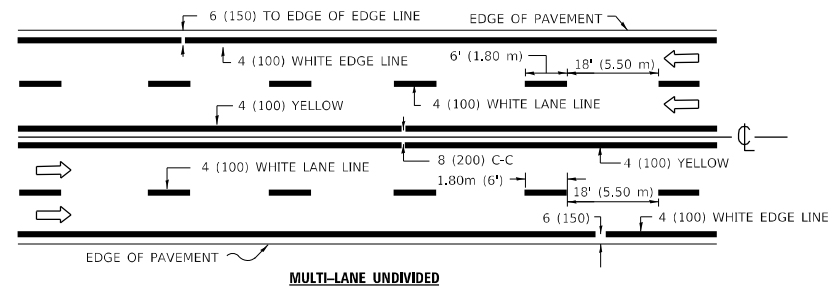 6 (150) TO EDGE OF EDGE LINE
EDGE OF PAVEMENT
4 (100) WHITE EDGE LINE
6' (1.80 m)
18' (5.50 m)
4 (100) YELLOW
4 (100) WHITE LANE LINE
℄
4 (100) WHITE LANE LINE
8 (200) C-C
4 (100) YELLOW
1.80m (6')
18' (5.50 m)
6 (150)
4 (100) WHITE EDGE LINE
EDGE OF PAVEMENT
MULTI-LANE UNDIVIDED